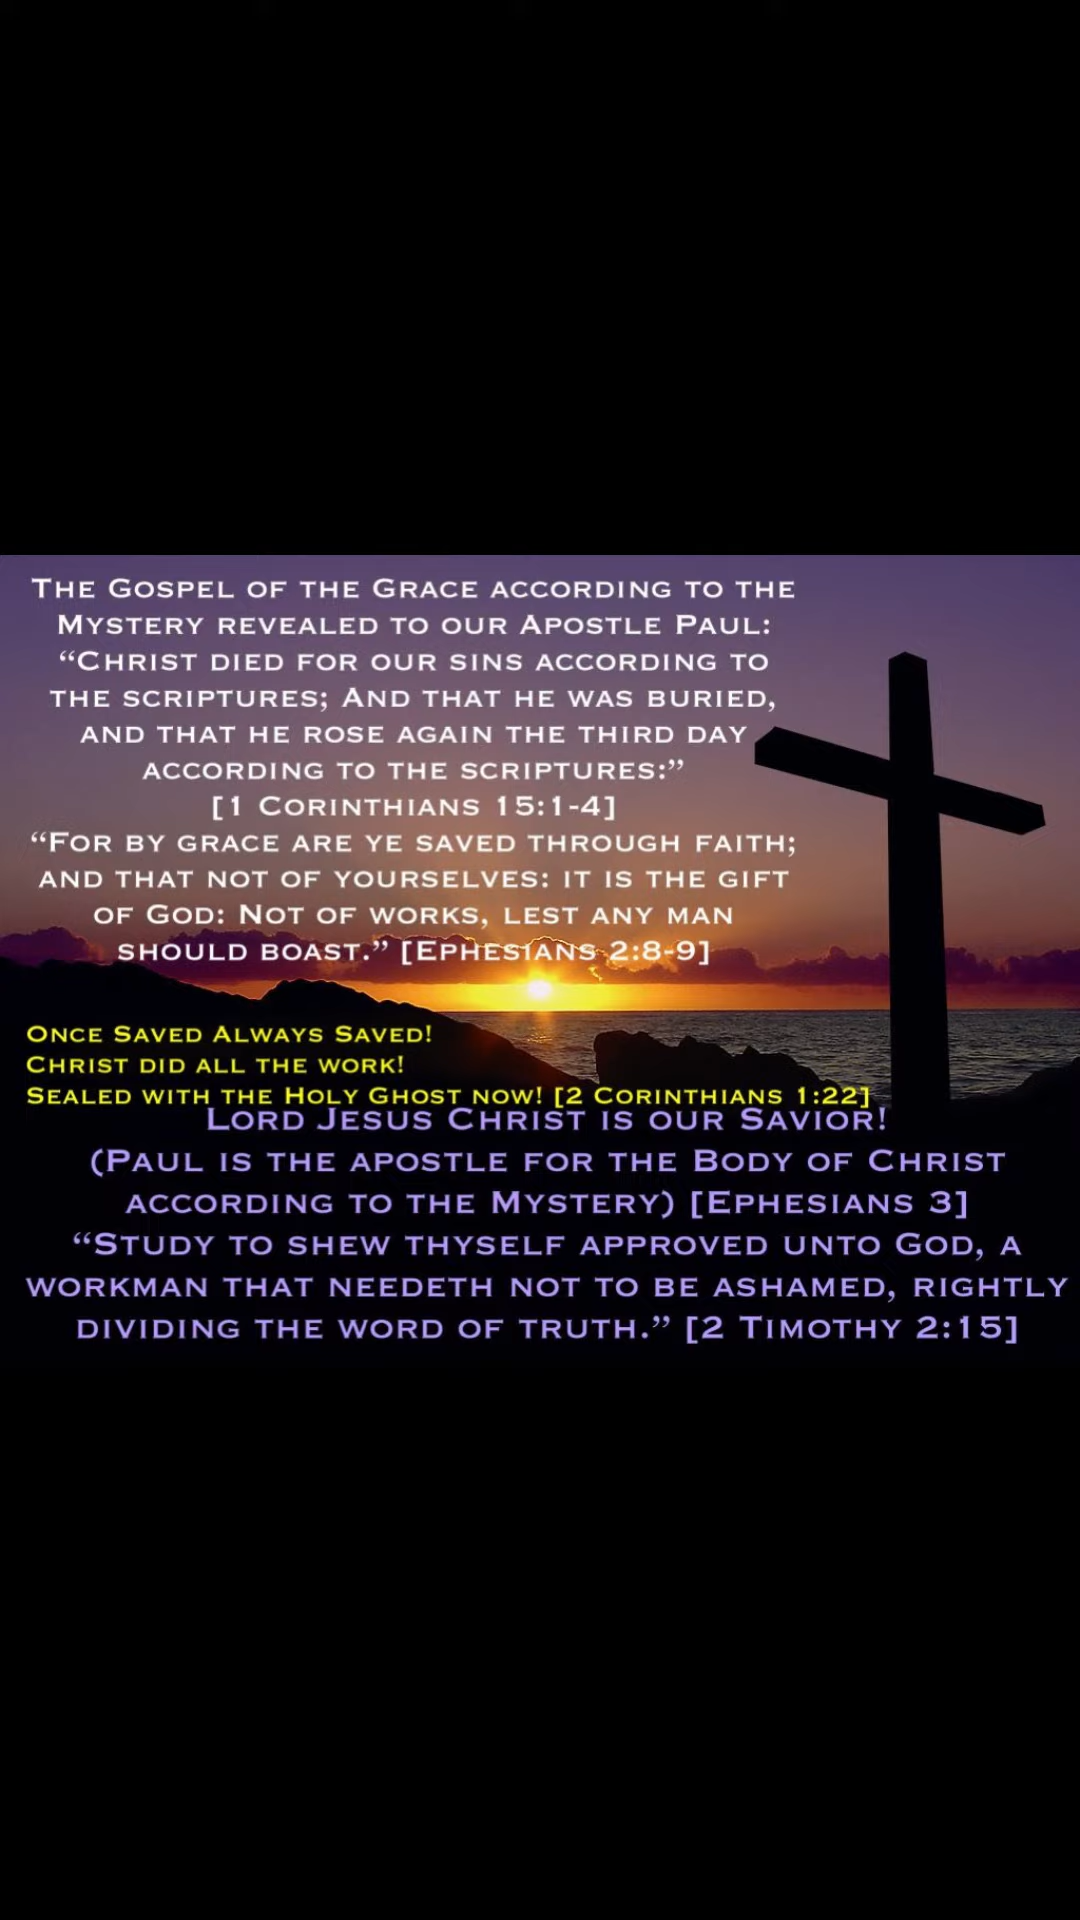 The Gospel of the Grace according to the
Mystery revealed to our Apostle Paul:
“Christ died for our sins according to
the scriptures; And that he was buried,
and that he rose again the third day
according to the scriptures:”
[1 Corinthians 15:1-4]
“For by grace are ye saved through faith;
and that not of yourselves: it is the gift
of God: Not of works, lest any man
should boast.” [Ephesians 2:8-9]
Once Saved Always Saved!
Christ did all the work!
Sealed with the Holy Ghost now! [2 Corinthians 1:22]
Lord Jesus Christ is our Savior!
(Paul is the apostle for the Body of Christ
according to the Mystery) [Ephesians 3]
“Study to shew thyself approved unto God, a
workman that needeth not to be ashamed, rightly
dividing the word of truth.” [2 Timothy 2:15]